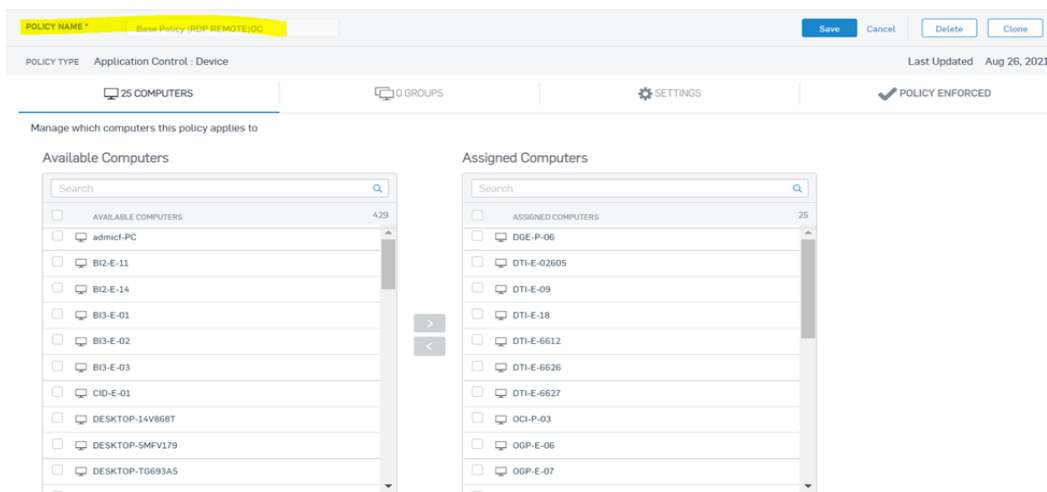 POLICY NAME * Base Policy (RDP REMOTE)OC Save Cancel Delete Clone
POLICY TYPE Application Control : Device Last Updated Aug 26, 2021
25 COMPUTERS 0 GROUPS SETTINGS POLICY ENFORCED
Manage which computers this policy applies to
Available Computers Assigned Computers
Search Search
AVAILABLE COMPUTERS 429 ASSIGNED COMPUTERS 25
admicf-PC DGE-P-06
BI2-E-11 DTI-E-02605
BI2-E-14 DTI-E-09
BI3-E-01 DTI-E-18
> <
BI3-E-02 DTI-E-6612
BI3-E-03 DTI-E-6626
CID-E-01 DTI-E-6627
DESKTOP-14V868T OCI-P-03
DESKTOP-5MFV179 OGP-E-06
DESKTOP-TG693A5 OGP-E-07